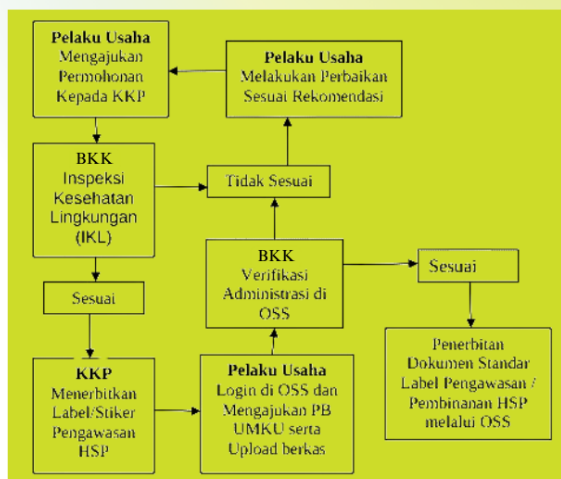 Pelaku Usaha
Mengajukan
Permohonan
Kepada KKP
Pelaku Usaha
Melakukan Perbaikan
Sesuai Rekomendasi
BKK
Inspeksi
Kesehatan
Lingkungan
(IKL)
Tidak Sesuai
BKK
Verifikasi
Administrasi di
OSS
Sesuai
Sesuai
KKP
Menerbitkan
Label/Stiker
Pengawasan
HSP
Pelaku Usaha
Login di OSS dan
Mengajukan PB
UMKU serta
Upload berkas
Penerbitan
Dokumen Standar
Label Pengawasan /
Pembinanan HSP
melalui OSS